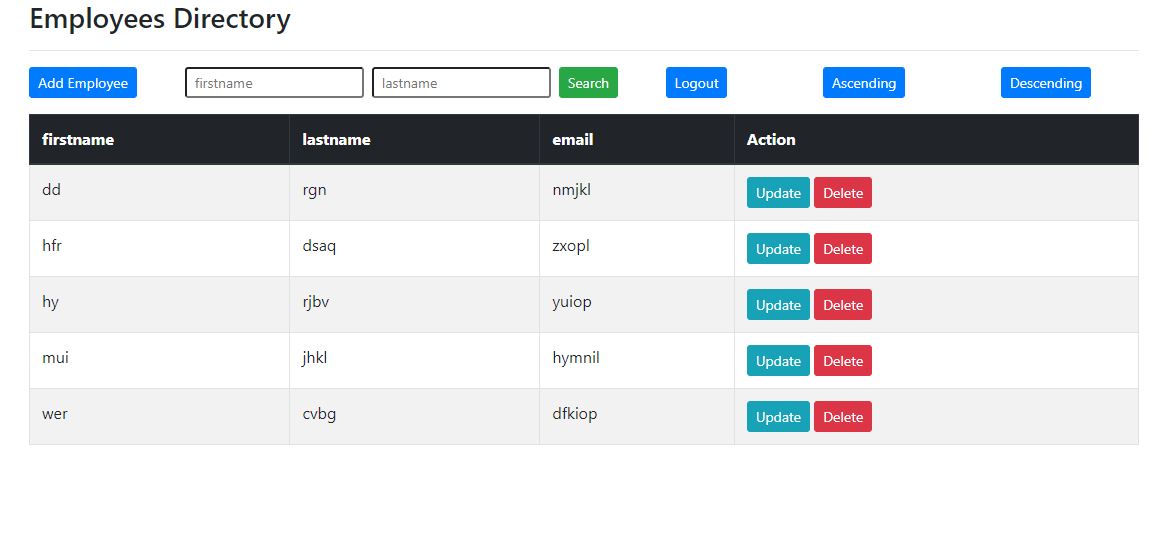 Employees Directory
Add Employee firstname lastname Search Logout Ascending Descending
firstname lastname email Action
dd rgn nmjkl Update Delete
hfr dsaq zxopl Update Delete
hy rjbv yuiop Update Delete
mui jhkl hymnil Update Delete
wer cvbg dfkiop Update Delete